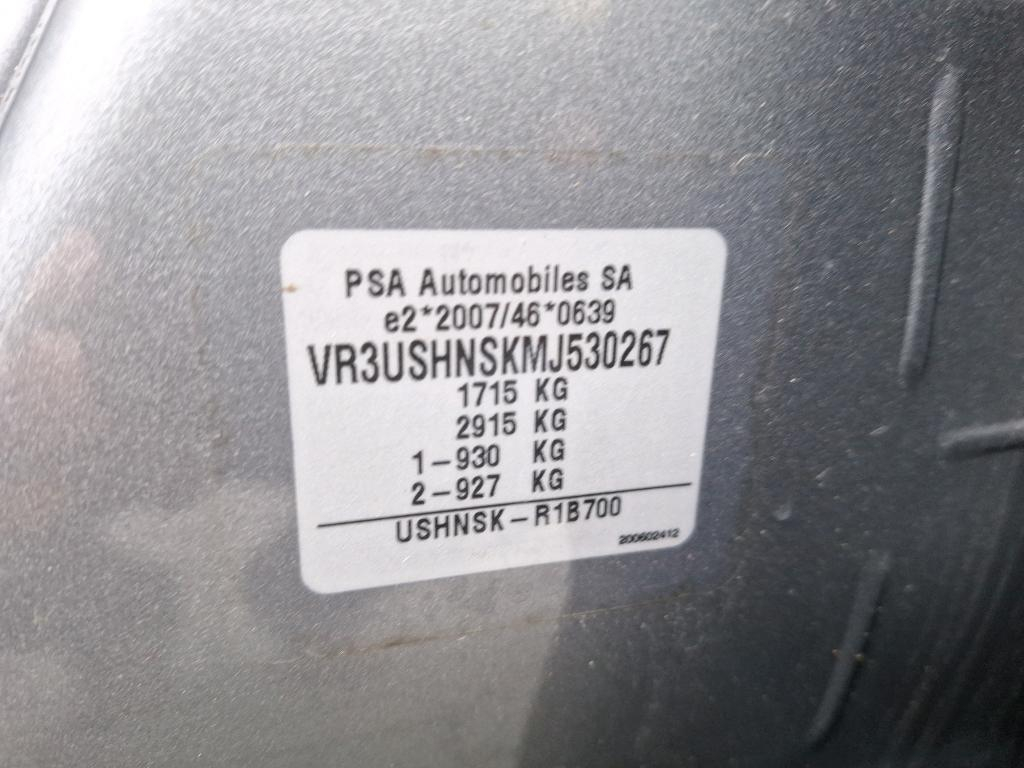 PSA Automobiles SA
e2*2007/46*0639
VR3USHNSKMJ530267
1715 KG
2915 KG
1-930 KG
2-927 KG
USHNSK-R1B700
200602412